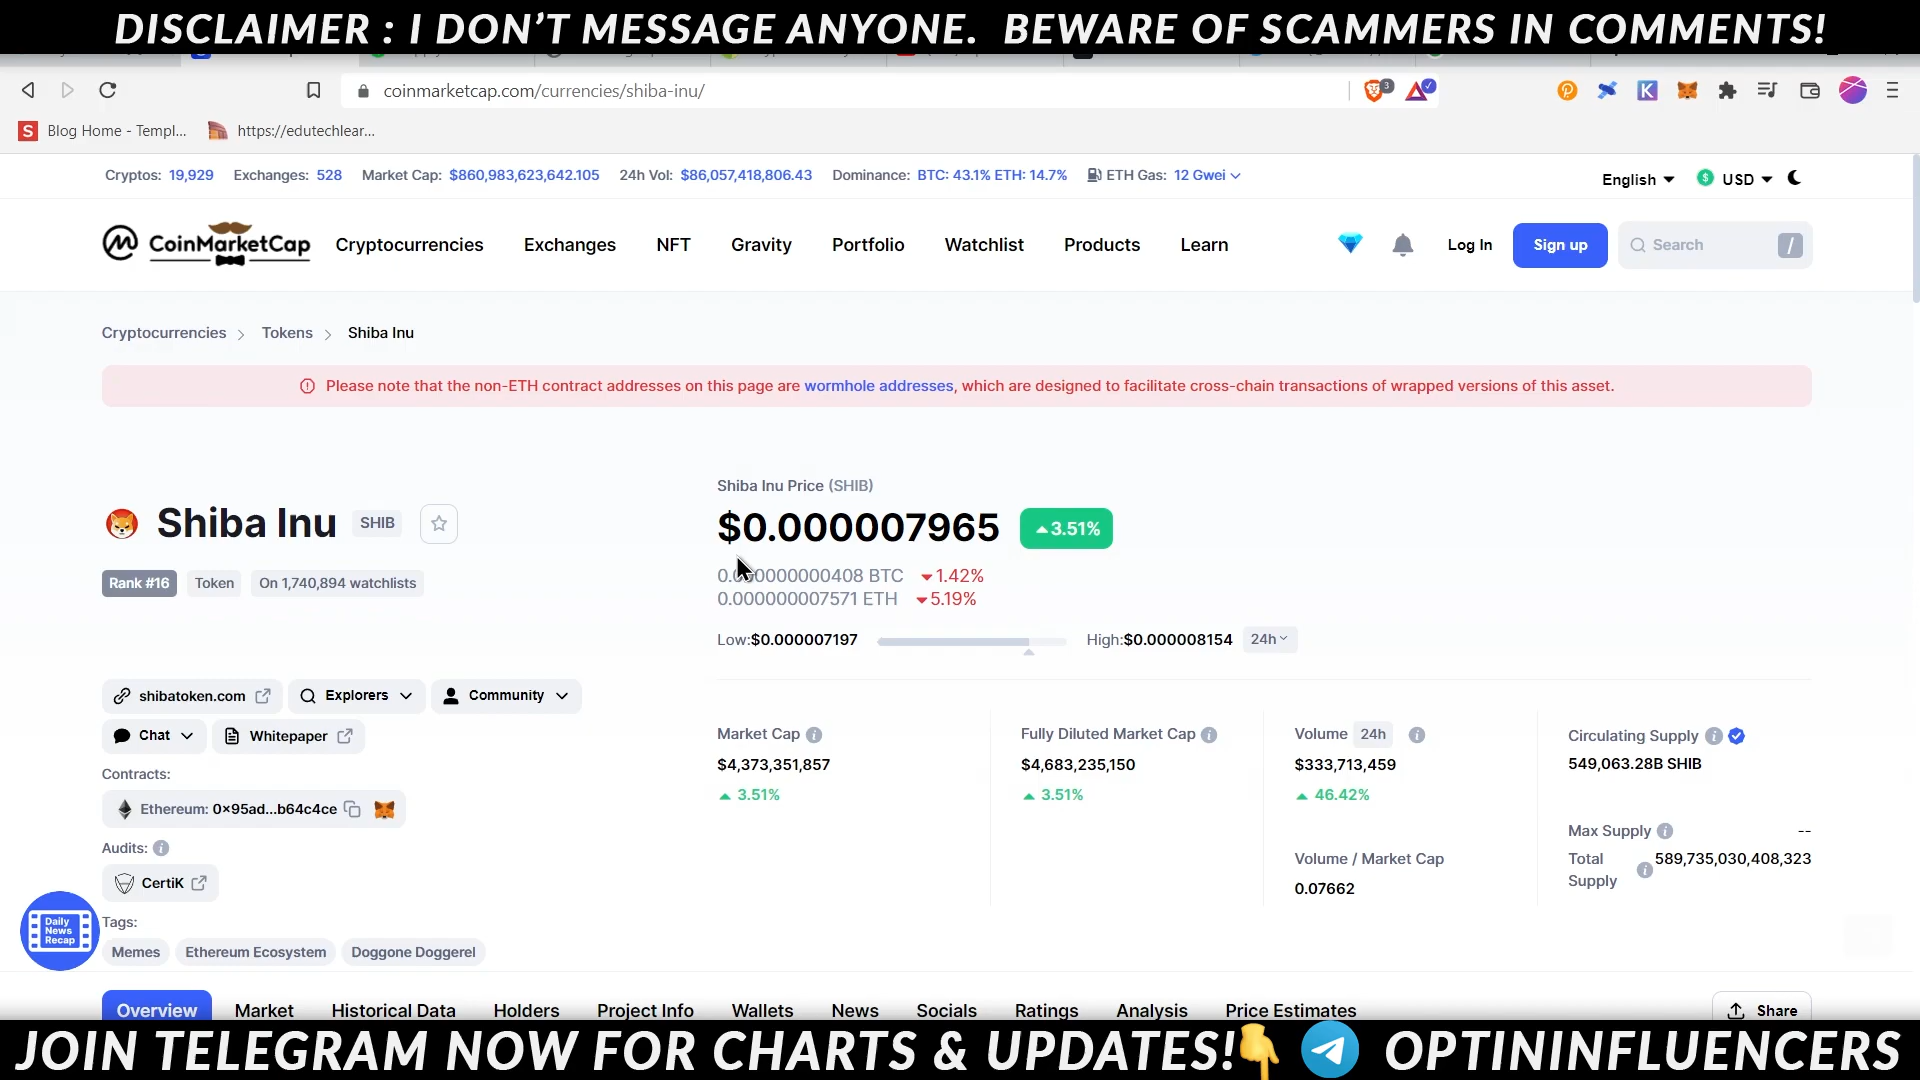 DISCLAIMER : I DON'T MESSAGE ANYONE. BEWARE OF SCAMMERS IN COMMENTS!
coinmarketcap.com/currencies/shiba-inu/
3
K
S Blog Home - Templ...
https://edutechlear...
Cryptos: 19,929 Exchanges: 528 Market Cap: $860,983,623,642.105 24h Vol: $86,057,418,806.43 Dominance: BTC: 43.1% ETH: 14.7% ETH Gas: 12 Gwei
English $ USD
CoinMarketCap Cryptocurrencies Exchanges NFT Gravity Portfolio Watchlist Products Learn Log In Sign up Search /
Cryptocurrencies > Tokens > Shiba Inu
Please note that the non-ETH contract addresses on this page are wormhole addresses, which are designed to facilitate cross-chain transactions of wrapped versions of this asset.
Shiba Inu SHIB
Rank #16 Token On 1,740,894 watchlists
shibatoken.com Explorers Community
Chat Whitepaper
Contracts:
Ethereum: 0×95ad...b64c4ce
Audits:
CertiK
Tags:
Memes Ethereum Ecosystem Doggone Doggerel
Daily
News
Recap
Shiba Inu Price (SHIB)
$0.000007965 3.51%
BTC 1.42%
0.000000007571 ETH 5.19%
Low:$0.000007197 High:$0.000008154 24h
Market Cap
$4,373,351,857
3.51%
Fully Diluted Market Cap
$4,683,235,150
3.51%
Volume 24h
$333,713,459
46.42%
Volume / Market Cap
0.07662
Circulating Supply
549,063.28B SHIB
Max Supply --
Total Supply 589,735,030,408,323
Overview Market Historical Data Holders Project Info Wallets News Socials Ratings Analysis Price Estimates Share
JOIN TELEGRAM NOW FOR CHARTS & UPDATES!👇 OPTININFLUENCERS